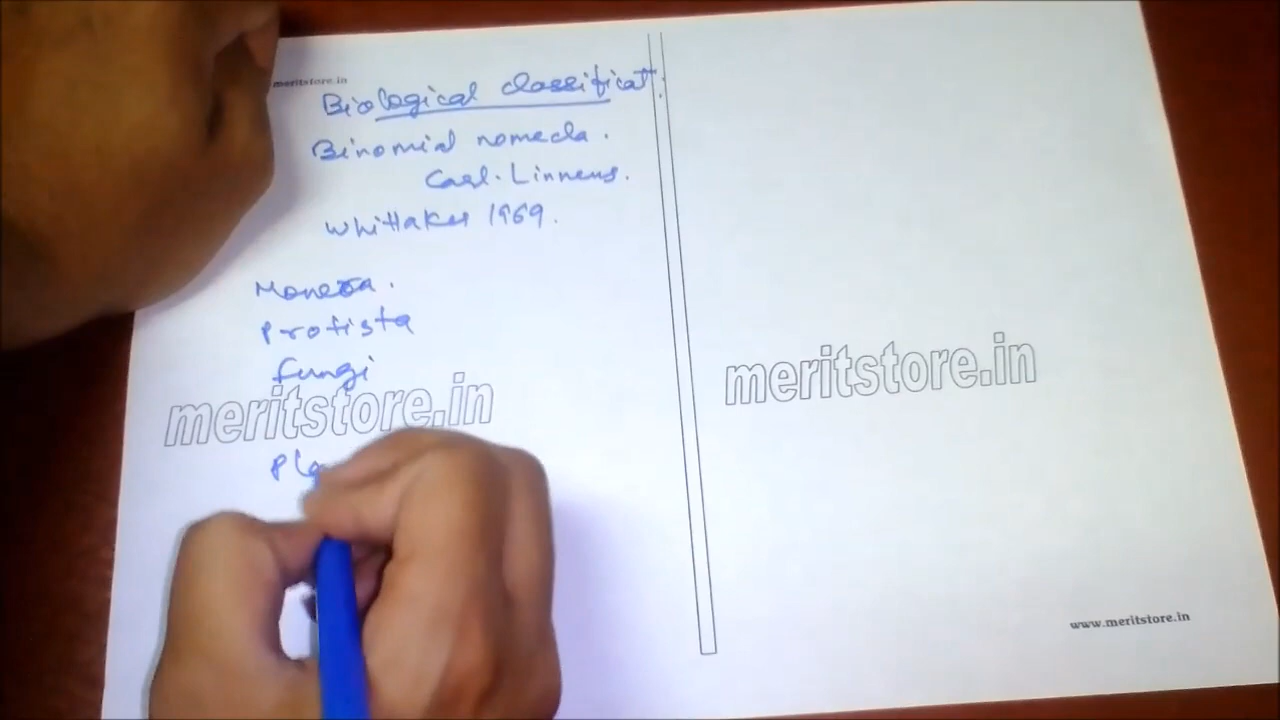 meritstore.in
Biological classificat.
Binomial nomecla.
Carl. Linneus.
Whittaker 1969.
Monera.
Protista
fungi
meritstore.in
meritstore.in
Pla
www.meritstore.in